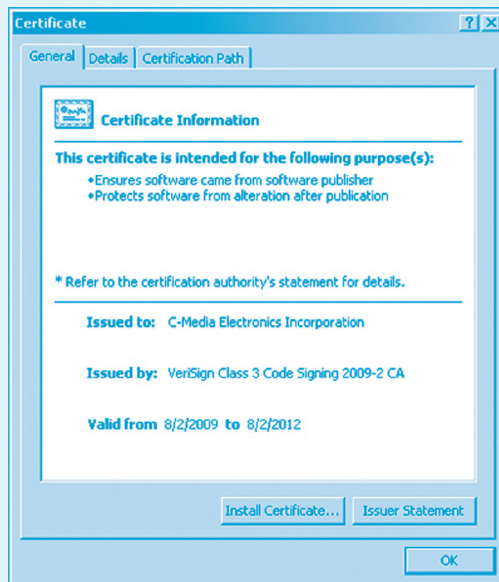 Certificate
General Details Certification Path
Certificate Information
This certificate is intended for the following purpose(s):
•Ensures software came from software publisher
•Protects software from alteration after publication
* Refer to the certification authority's statement for details.
Issued to: C-Media Electronics Incorporation
Issued by: VeriSign Class 3 Code Signing 2009-2 CA
Valid from 8/2/2009 to 8/2/2012
Install Certificate... Issuer Statement
OK